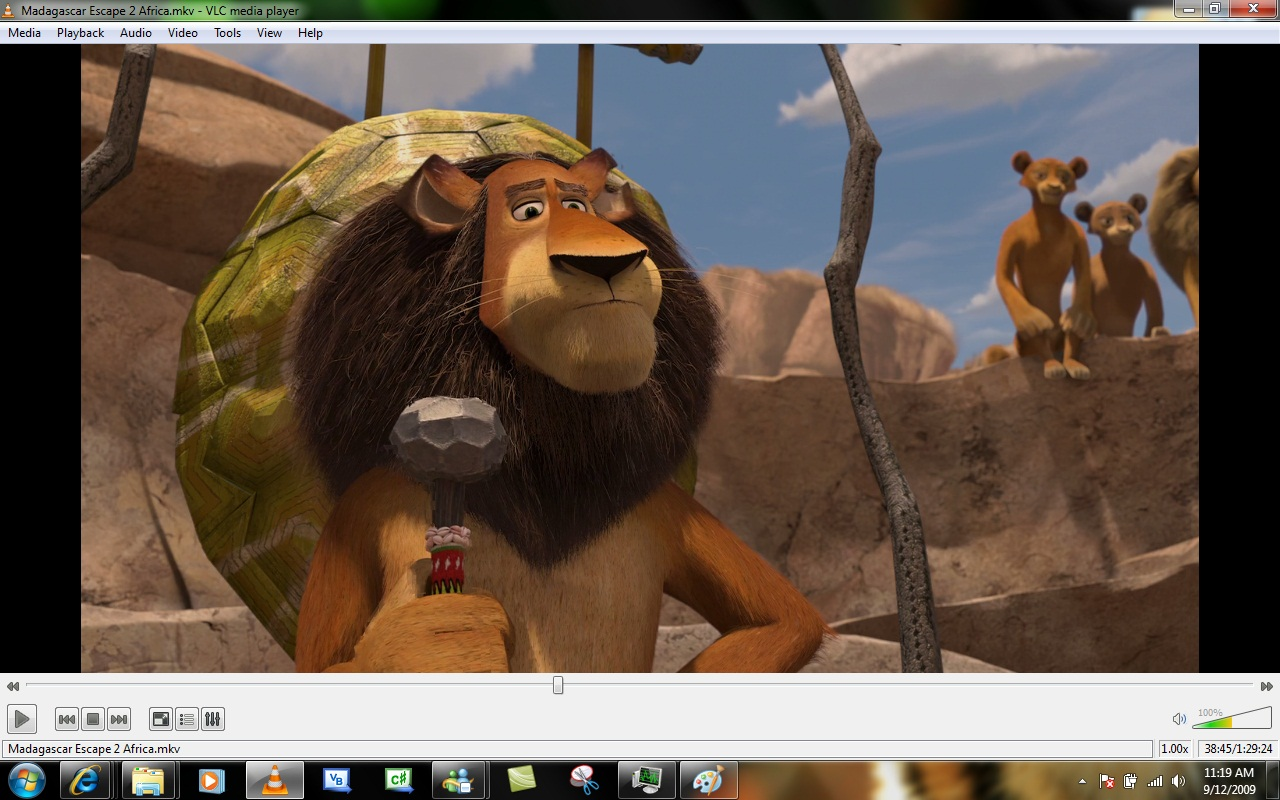 Madagascar Escape 2 Africa.mkv - VLC media player
Media Playback Audio Video Tools View Help
100%
Madagascar Escape 2 Africa.mkv 1.00x 38:45/1:29:24
VB C# 11:19 AM
9/12/2009